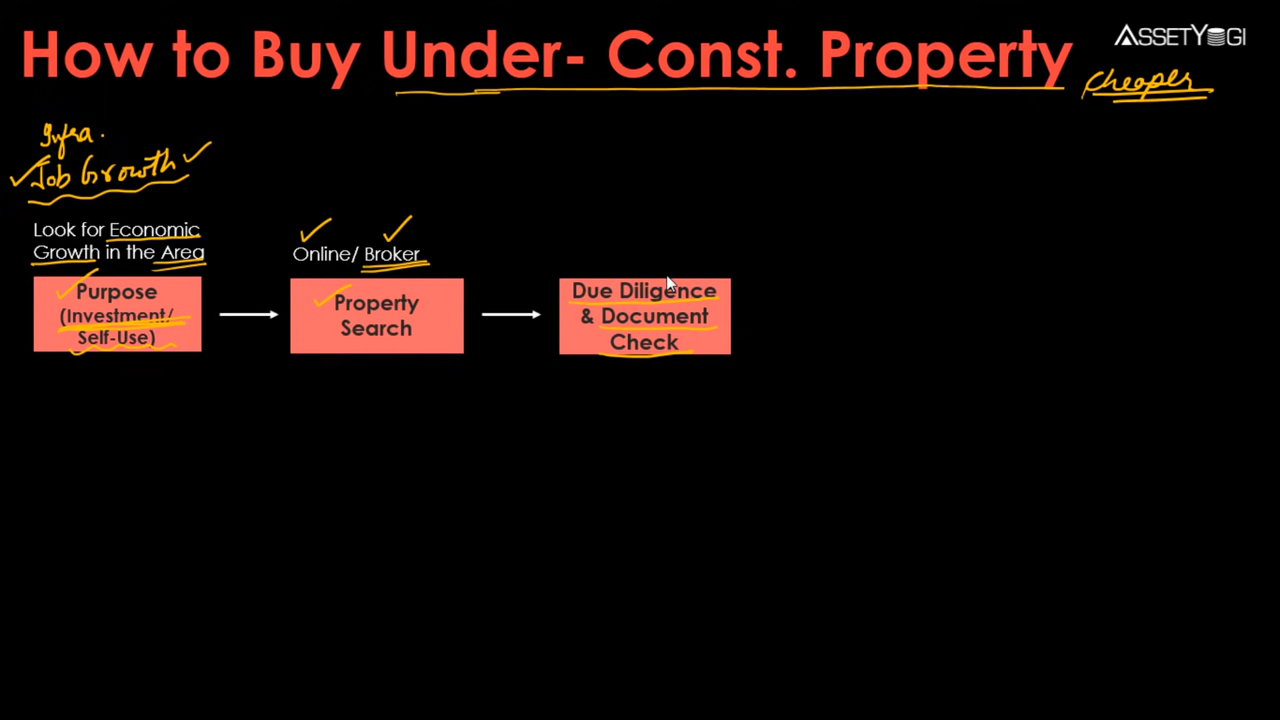 How to Buy Under- Const. Property
ASSETYOGI
Cheaper
Infra.
Job Growth
Look for Economic
Growth in the Area
Online/ Broker
Purpose
(Investment/
Self-Use)
Property
Search
Due Diligence
& Document
Check